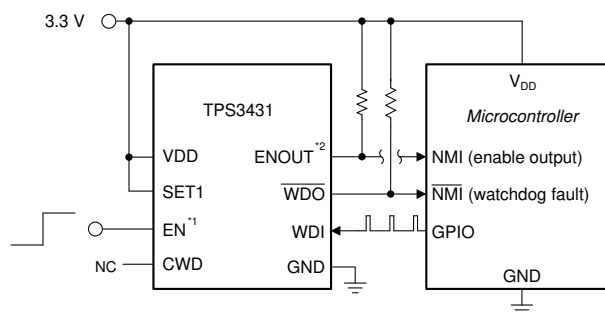 3.3 V
TPS3431
VDD
SET1
EN*1
CWD
NC
ENOUT*2
WDO
WDI
GND
VDD
Microcontroller
NMI (enable output)
NMI (watchdog fault)
GPIO
GND